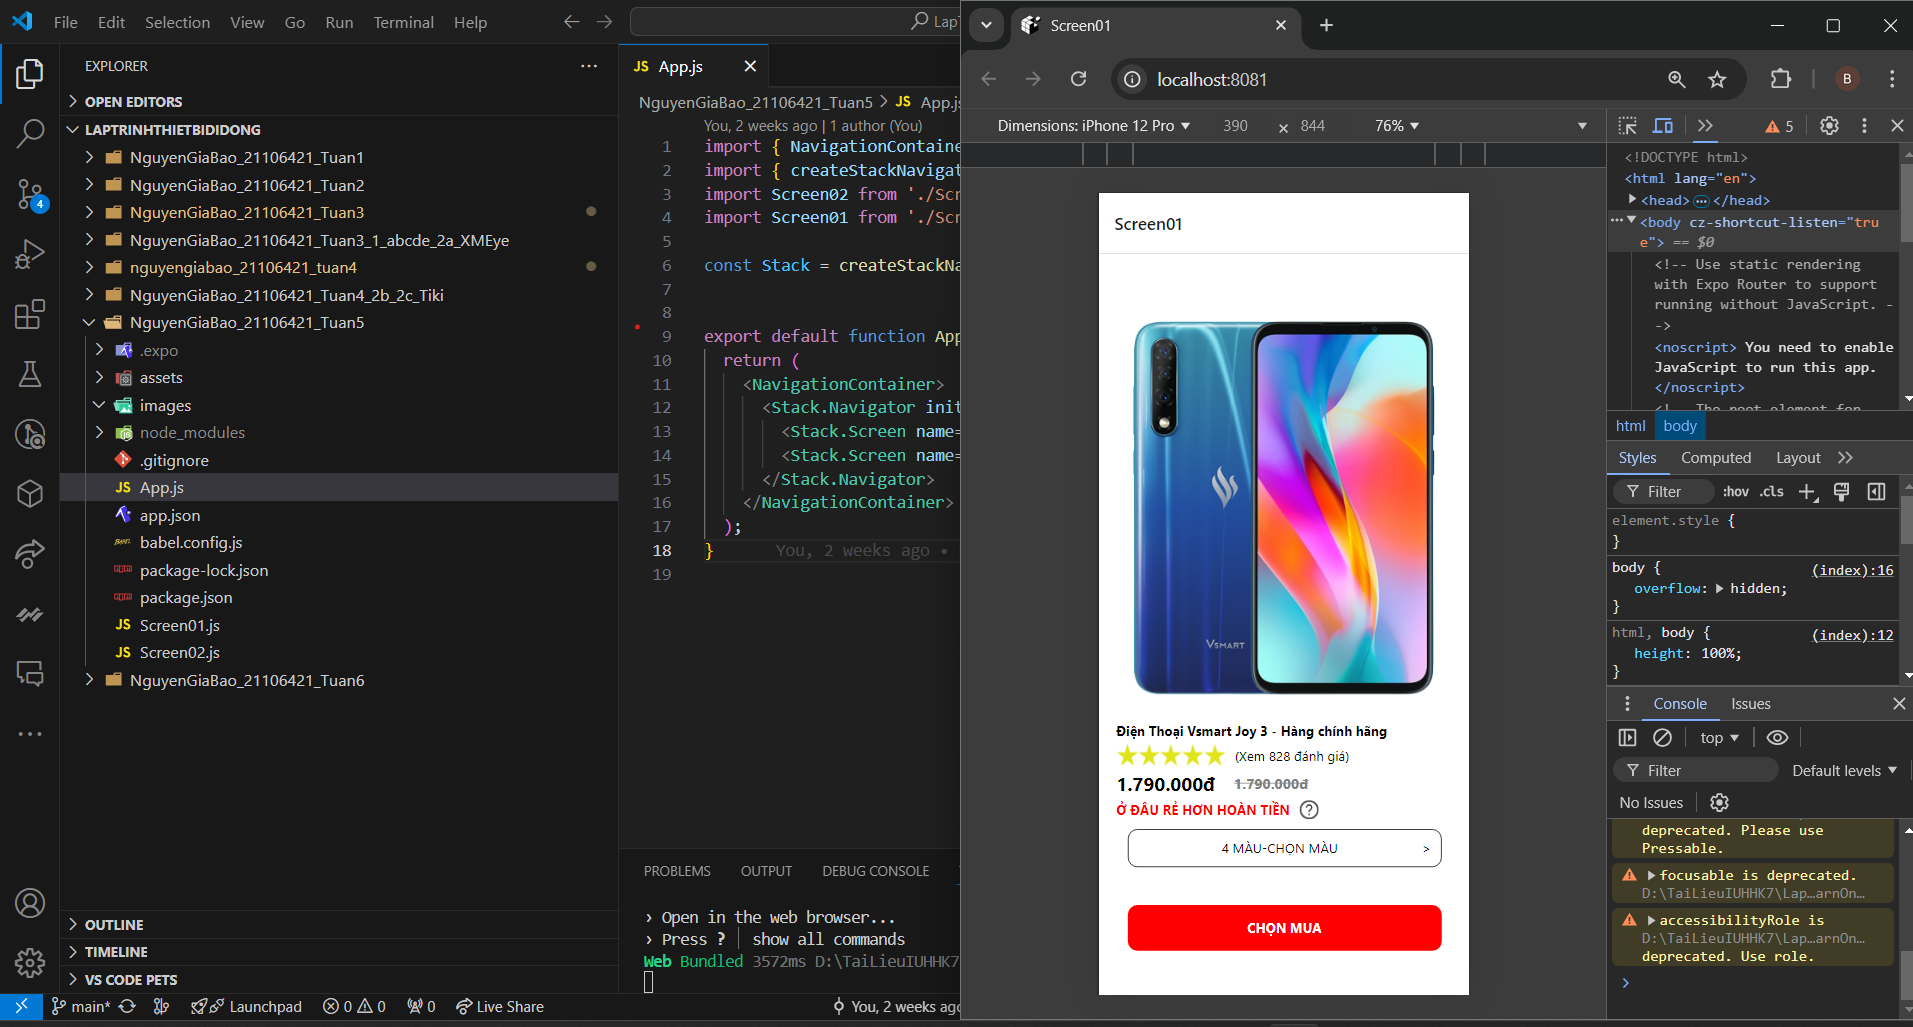 File Edit Selection View Go Run Terminal Help
EXPLORER
OPEN EDITORS
LAPTRINHTHIETBIDIDONG
NguyenGiaBao_21106421_Tuan1
NguyenGiaBao_21106421_Tuan2
NguyenGiaBao_21106421_Tuan3
NguyenGiaBao_21106421_Tuan3_1_abcde_2a_XMEye
nguyengiabao_21106421_tuan4
NguyenGiaBao_21106421_Tuan4_2b_2c_Tiki
NguyenGiaBao_21106421_Tuan5
.expo
assets
images
node_modules
.gitignore
JS App.js
app.json
babel.config.js
package-lock.json
package.json
JS Screen01.js
JS Screen02.js
NguyenGiaBao_21106421_Tuan6
4
OUTLINE
TIMELINE
VS CODE PETS
main* Launchpad 0 0 0 Live Share You, 2 weeks ago
JS App.js
NguyenGiaBao_21106421_Tuan5 > JS App.js
You, 2 weeks ago | 1 author (You)
1 import { NavigationContaine
2 import { createStackNavigat
3 import Screen02 from './Scr
4 import Screen01 from './Scr
5
6 const Stack = createStackNa
7
8
9 export default function App
10 return (
11 <NavigationContainer>
12 <Stack.Navigator init
13 <Stack.Screen name=
14 <Stack.Screen name=
15 </Stack.Navigator>
16 </NavigationContainer>
17 );
18 } You, 2 weeks ago •
19
PROBLEMS OUTPUT DEBUG CONSOLE
› Open in the web browser...
› Press ? │ show all commands
Web Bundled 3572ms D:\TaiLieuIUHHK7
Screen01
localhost:8081
B
Dimensions: iPhone 12 Pro 390 × 844 76%
Screen01
VSMART
Điện Thoại Vsmart Joy 3 - Hàng chính hãng
(Xem 828 đánh giá)
1.790.000đ 1.790.000đ
Ở ĐÂU RẺ HƠN HOÀN TIỀN ?
4 MÀU-CHỌN MÀU >
CHỌN MUA
5
<!DOCTYPE html>
<html lang="en">
<head> ⋯ </head>
<body cz-shortcut-listen="tru
e"> == $0
<!-- Use static rendering
with Expo Router to support
running without JavaScript. -
->
<noscript> You need to enable
JavaScript to run this app.
</noscript>
<!-- The root element for
html body
Styles Computed Layout
Filter :hov .cls
element.style {
}
body { (index):16
overflow: hidden;
}
html, body { (index):12
height: 100%;
}
Console Issues
top
Filter Default levels
No Issues
deprecated. Please use
Pressable.
focusable is deprecated.
D:\TaiLieuIUHHK7\Lap…arnOn…
accessibilityRole is
D:\TaiLieuIUHHK7\Lap…arnOn…
deprecated. Use role.